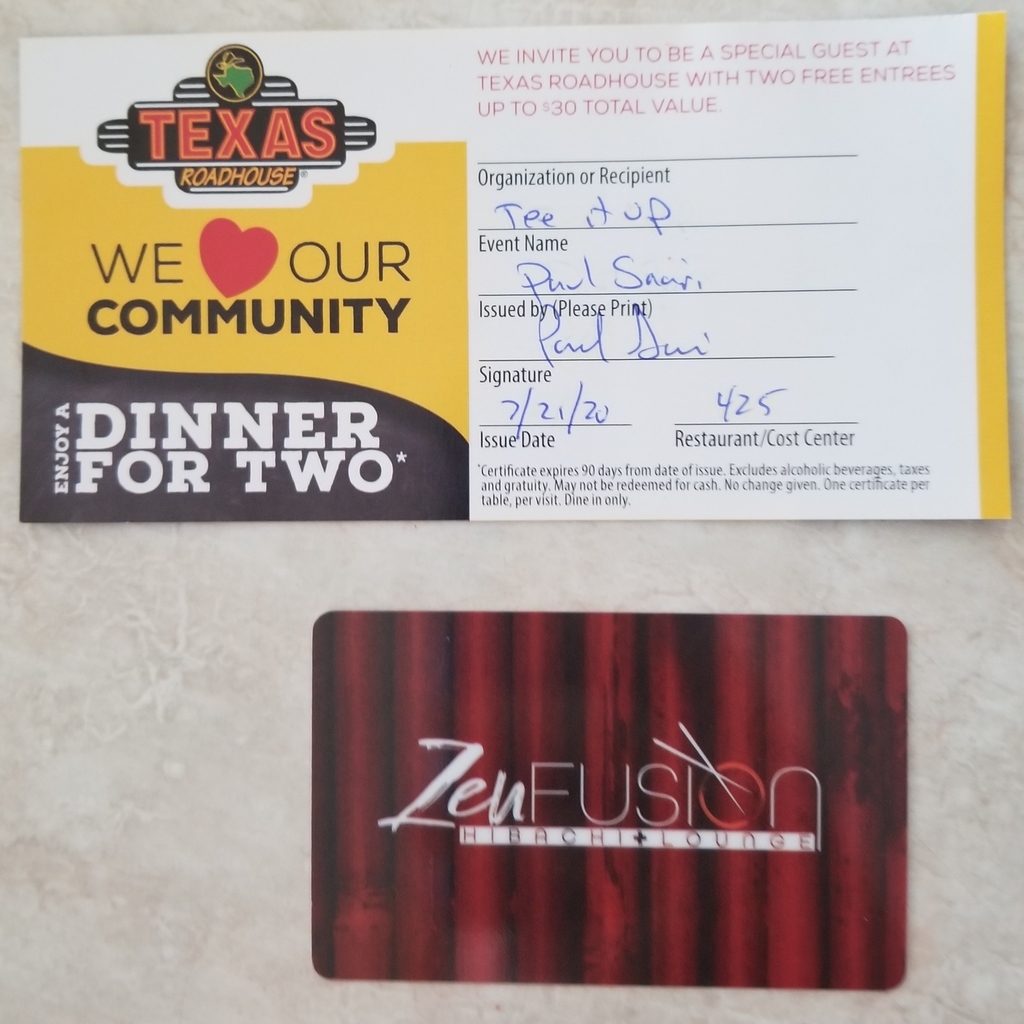 TEXAS
ROADHOUSE®
WE OUR
COMMUNITY
ENJOY A
DINNER
FOR TWO*
WE INVITE YOU TO BE A SPECIAL GUEST AT
TEXAS ROADHOUSE WITH TWO FREE ENTREES
UP TO $30 TOTAL VALUE.
Organization or Recipient
Tee it up
Event Name
Paul
Issued by (Please Print)
Paul
Signature
7/21/20 425
Issue Date Restaurant/Cost Center
*Certificate expires 90 days from date of issue. Excludes alcoholic beverages, taxes
and gratuity. May not be redeemed for cash. No change given. One certificate per
table, per visit. Dine in only.
ZenFUSION
HIBACHI+LOUNGE